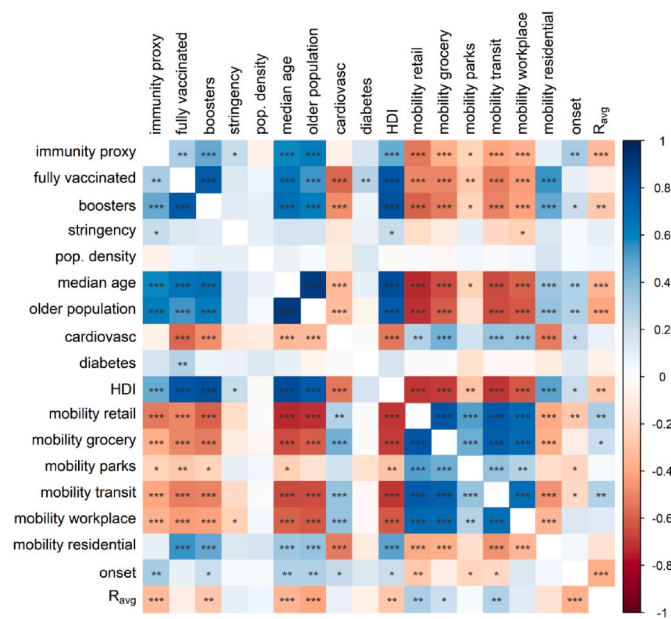 immunity proxy
fully vaccinated
boosters
stringency
pop. density
median age
older population
cardiovasc
diabetes
HDI
mobility retail
mobility grocery
mobility parks
mobility transit
mobility workplace
mobility residential
onset
Ravg
immunity proxy ** *** * *** *** *** *** *** * *** *** ** ***
fully vaccinated ** *** *** *** *** ** *** *** *** ** *** *** ***
boosters *** *** *** *** *** *** *** *** * *** *** *** * **
stringency * * *
pop. density
median age *** *** *** *** *** *** *** *** * *** *** *** ** ***
older population *** *** *** *** *** *** *** *** *** *** *** ** ***
cardiovasc *** *** *** *** *** ** *** *** *** *** *
diabetes **
HDI *** *** *** * *** *** *** *** *** ** *** *** *** * **
mobility retail *** *** *** *** *** ** *** *** *** *** *** *** ** **
mobility grocery *** *** *** *** *** *** *** *** *** *** *** *** *
mobility parks * ** * * ** *** *** *** ** *
mobility transit *** *** *** *** *** *** *** *** *** *** *** *** * **
mobility workplace *** *** *** * *** *** *** *** *** *** ** *** ***
mobility residential *** *** *** *** *** *** *** *** *** ***
onset ** * ** ** * * ** * * ***
Ravg *** ** *** *** ** ** * ** ***
1
0.8
0.6
0.4
0.2
0
-0.2
-0.4
-0.6
-0.8
-1